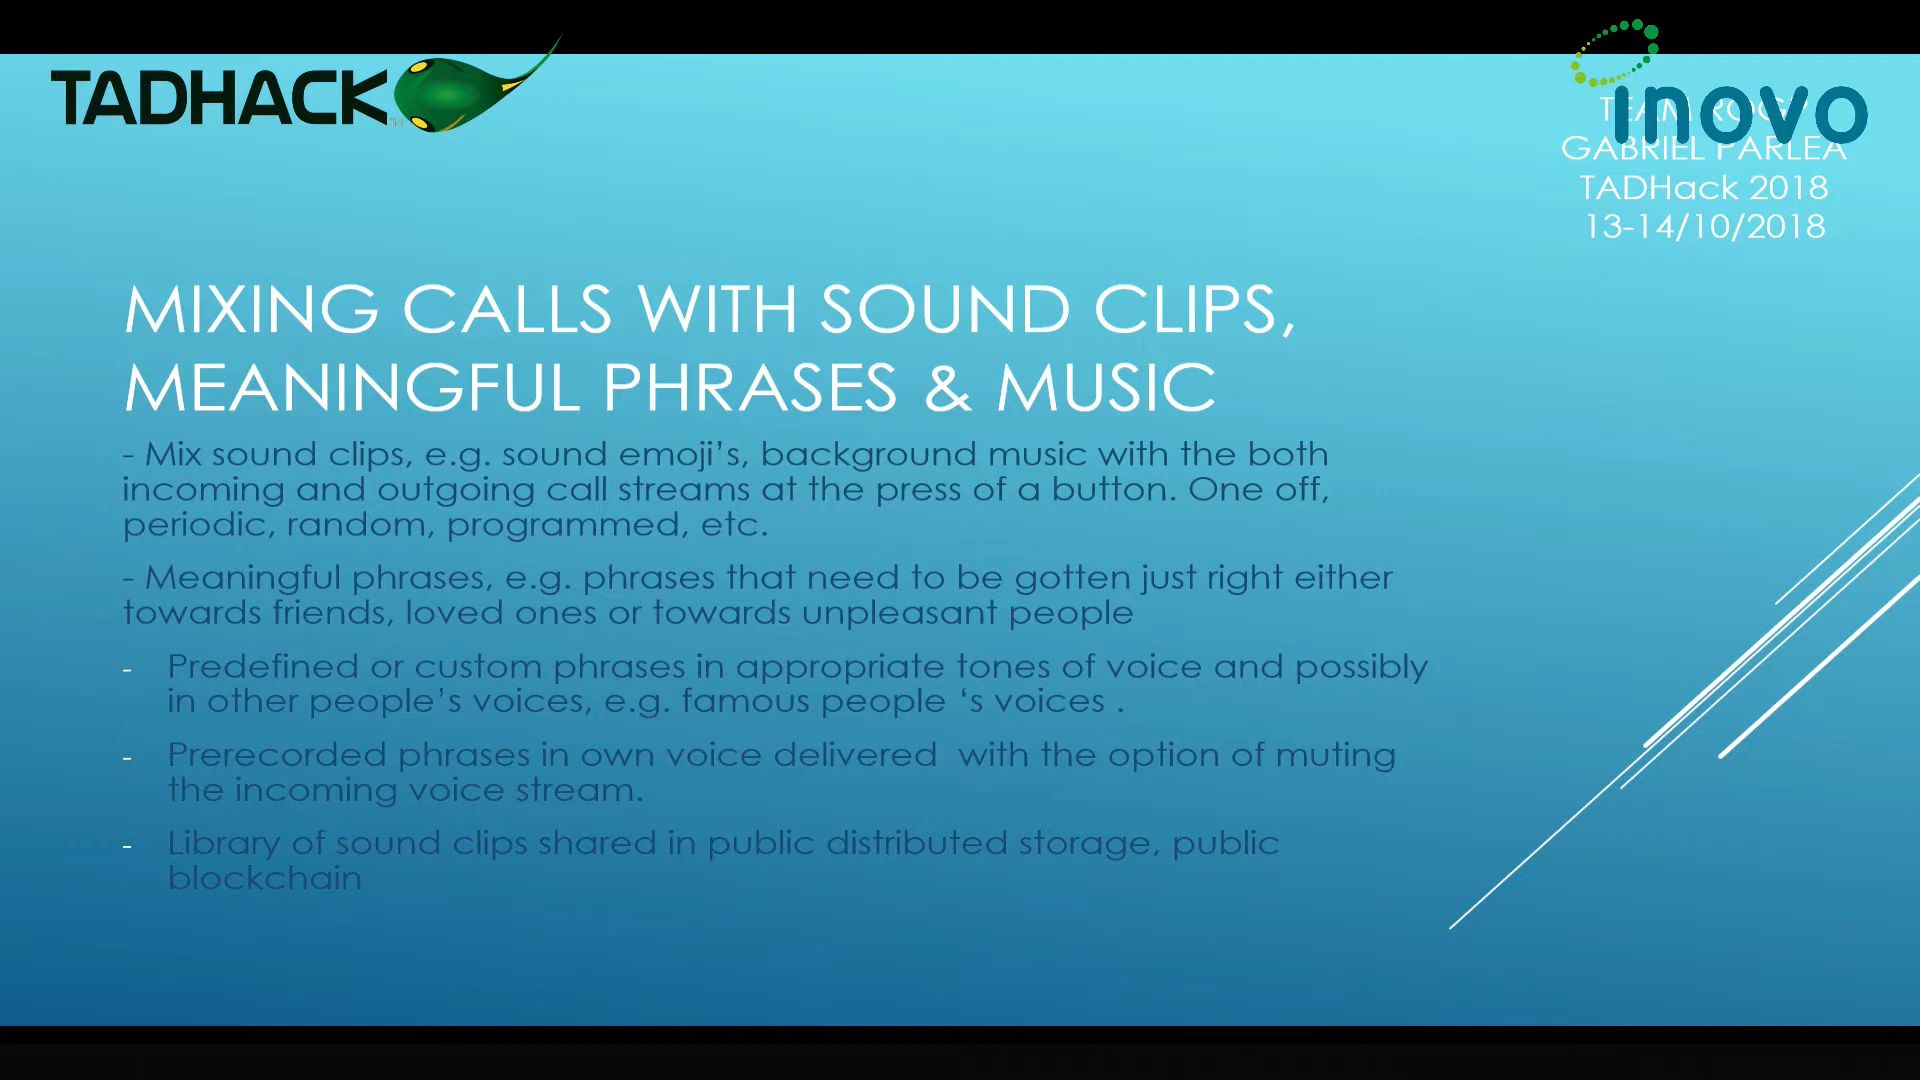 TADHACK
inovo
TEAM ROGP
GABRIEL PARLEA
TADHack 2018
13-14/10/2018
MIXING CALLS WITH SOUND CLIPS,
MEANINGFUL PHRASES & MUSIC
- Mix sound clips, e.g. sound emoji’s, background music with the both
incoming and outgoing call streams at the press of a button. One off,
periodic, random, programmed, etc.
- Meaningful phrases, e.g. phrases that need to be gotten just right either
towards friends, loved ones or towards unpleasant people
- Predefined or custom phrases in appropriate tones of voice and possibly
in other people’s voices, e.g. famous people ‘s voices .
- Prerecorded phrases in own voice delivered  with the option of muting
the incoming voice stream.
- Library of sound clips shared in public distributed storage, public
blockchain